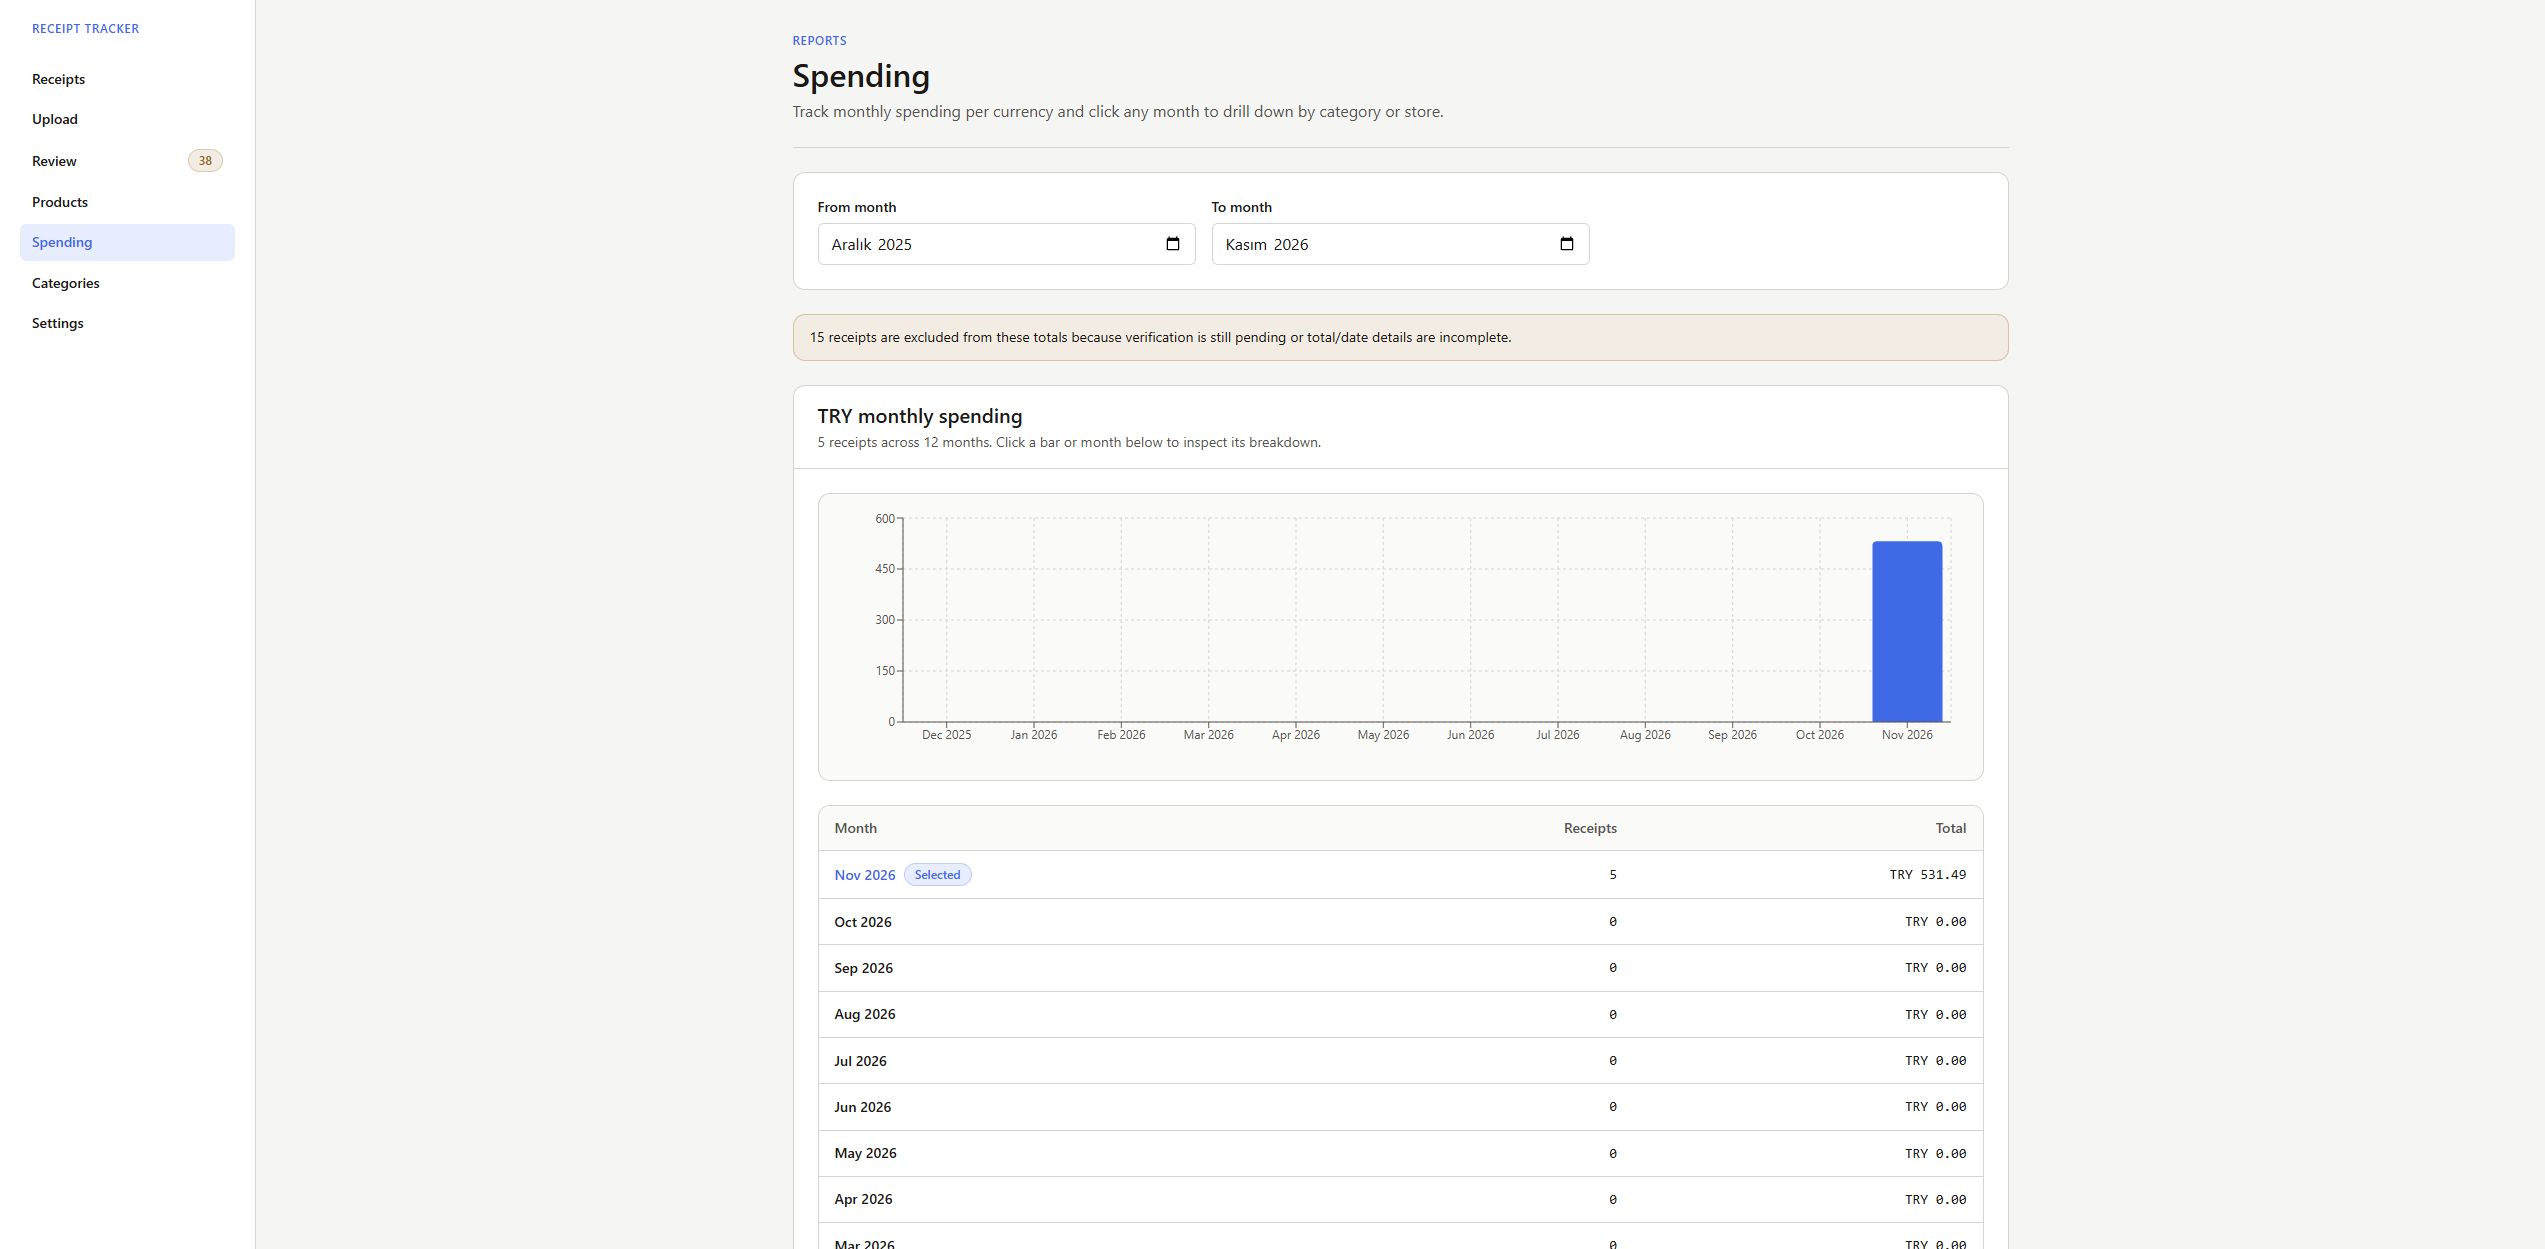 RECEIPT TRACKER
Receipts
Upload
Review 38
Products
Spending
Categories
Settings
REPORTS
Spending
Track monthly spending per currency and click any month to drill down by category or store.
From month To month
Aralık 2025 Kasım 2026
15 receipts are excluded from these totals because verification is still pending or total/date details are incomplete.
TRY monthly spending
5 receipts across 12 months. Click a bar or month below to inspect its breakdown.
600
450
300
150
0
Dec 2025 Jan 2026 Feb 2026 Mar 2026 Apr 2026 May 2026 Jun 2026 Jul 2026 Aug 2026 Sep 2026 Oct 2026 Nov 2026
Month Receipts Total
Nov 2026 Selected 5 TRY 531.49
Oct 2026 0 TRY 0.00
Sep 2026 0 TRY 0.00
Aug 2026 0 TRY 0.00
Jul 2026 0 TRY 0.00
Jun 2026 0 TRY 0.00
May 2026 0 TRY 0.00
Apr 2026 0 TRY 0.00
Mar 2026 0 TRY 0.00